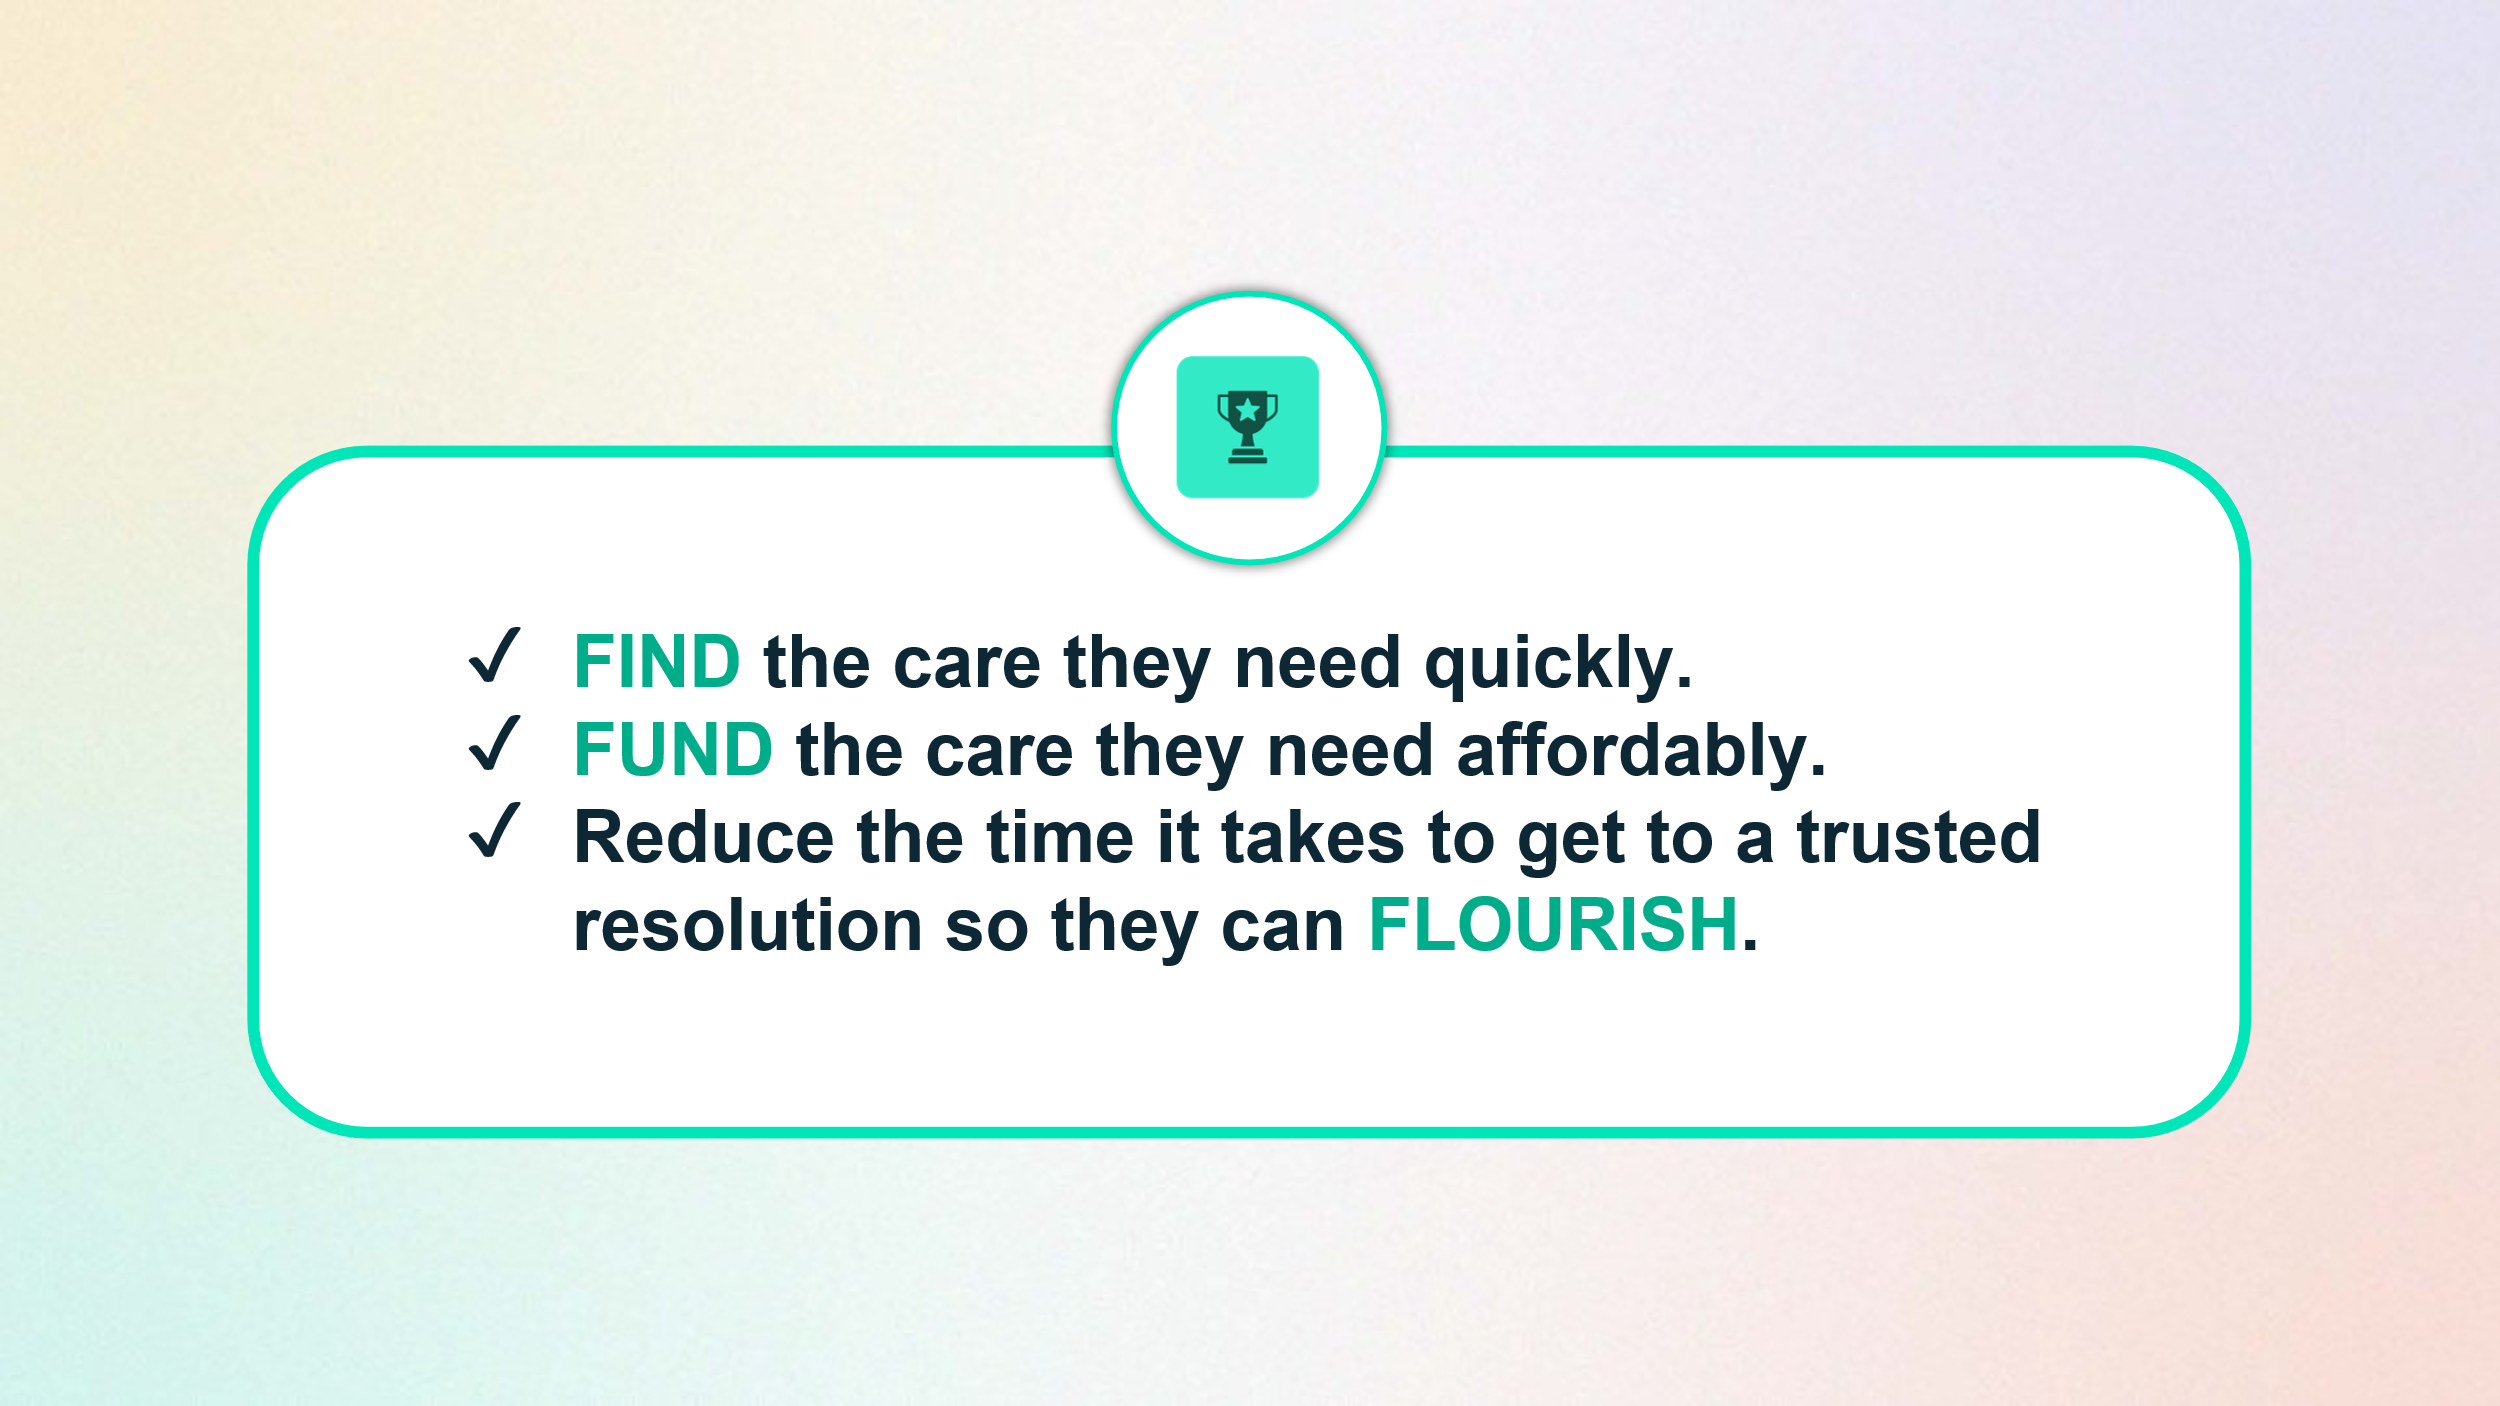 ✓ FIND the care they need quickly.
✓ FUND the care they need affordably.
✓ Reduce the time it takes to get to a trusted
resolution so they can FLOURISH.